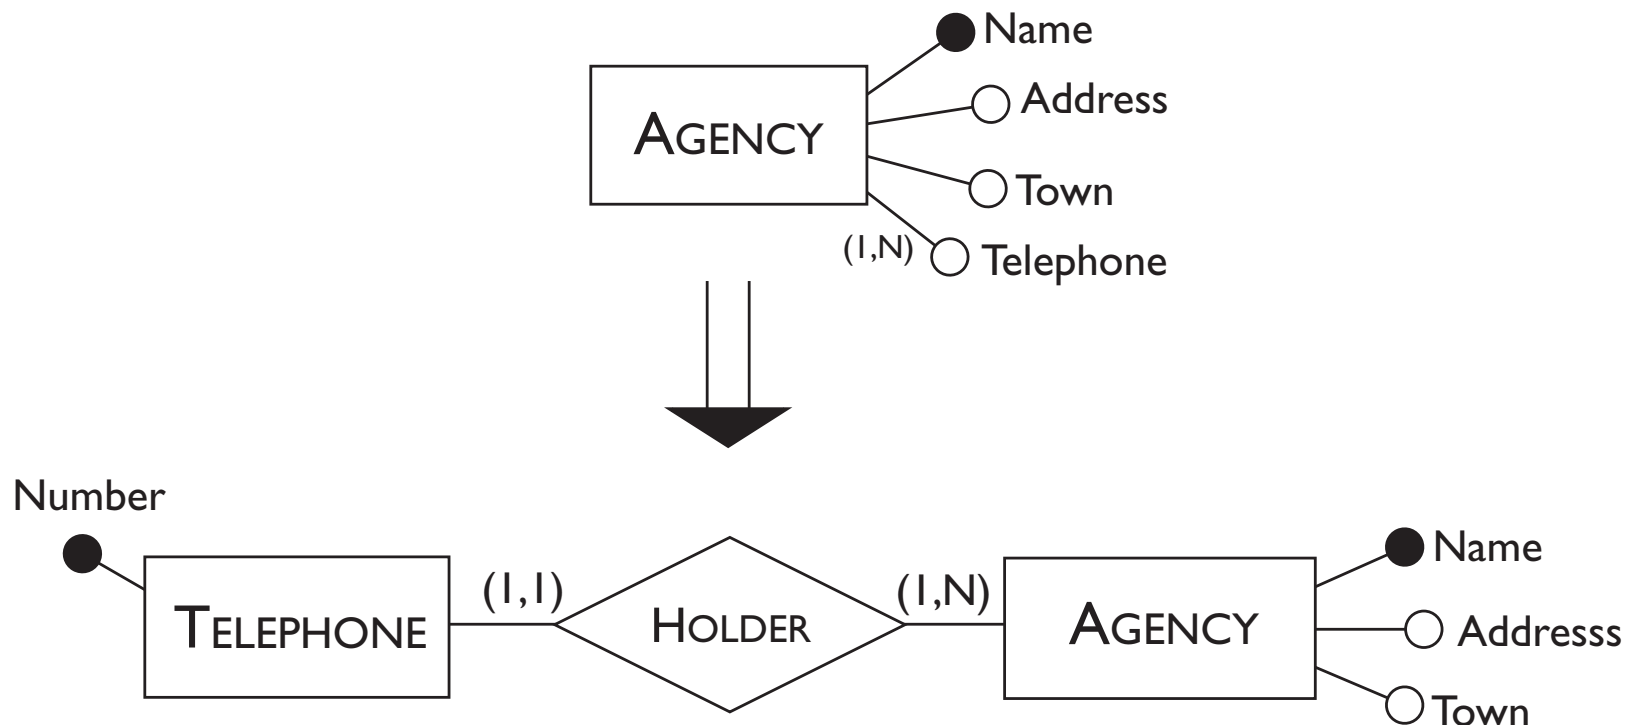 Name
Address
AGENCY
Town
(1,N)
Telephone
Number
Name
(1,1)
(1,N)
TELEPHONE
HOLDER
AGENCY
Addresss
Town